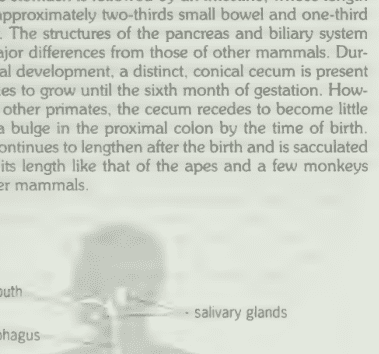 approximately two-thirds small bowel and one-third
. The structures of the pancreas and biliary system
ajor differences from those of other mammals. Dur-
al development, a distinct, conical cecum is present
es to grow until the sixth month of gestation. How-
other primates, the cecum recedes to become little
a bulge in the proximal colon by the time of birth.
ontinues to lengthen after the birth and is sacculated
its length like that of the apes and a few monkeys
er mammals.
outh
salivary glands
phagus